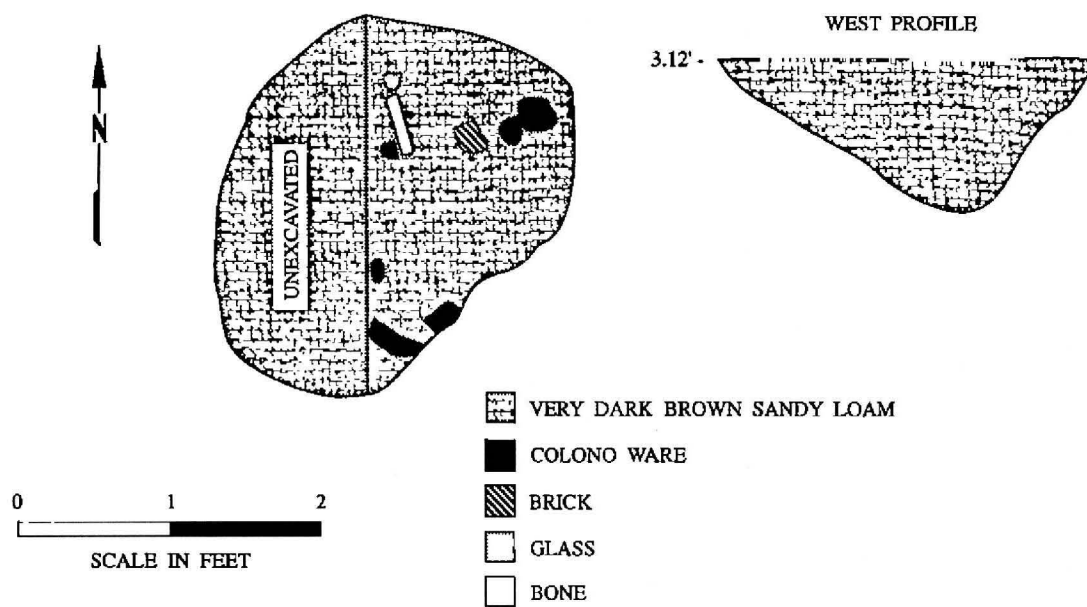 WEST PROFILE
3.12' -
N
UNEXCAVATED
VERY DARK BROWN SANDY LOAM
COLONO WARE
BRICK
GLASS
BONE
0 1 2
SCALE IN FEET